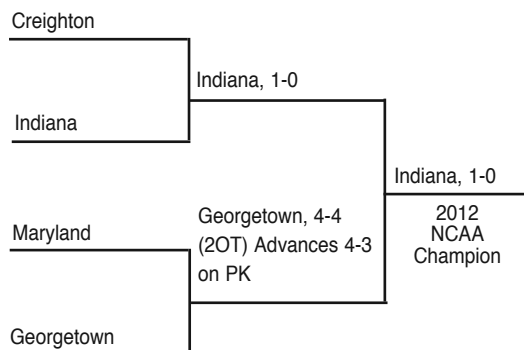 Creighton
Indiana, 1-0
Indiana
Indiana, 1-0
2012
NCAA
Champion
Georgetown, 4-4
(2OT) Advances 4-3
on PK
Maryland
Georgetown